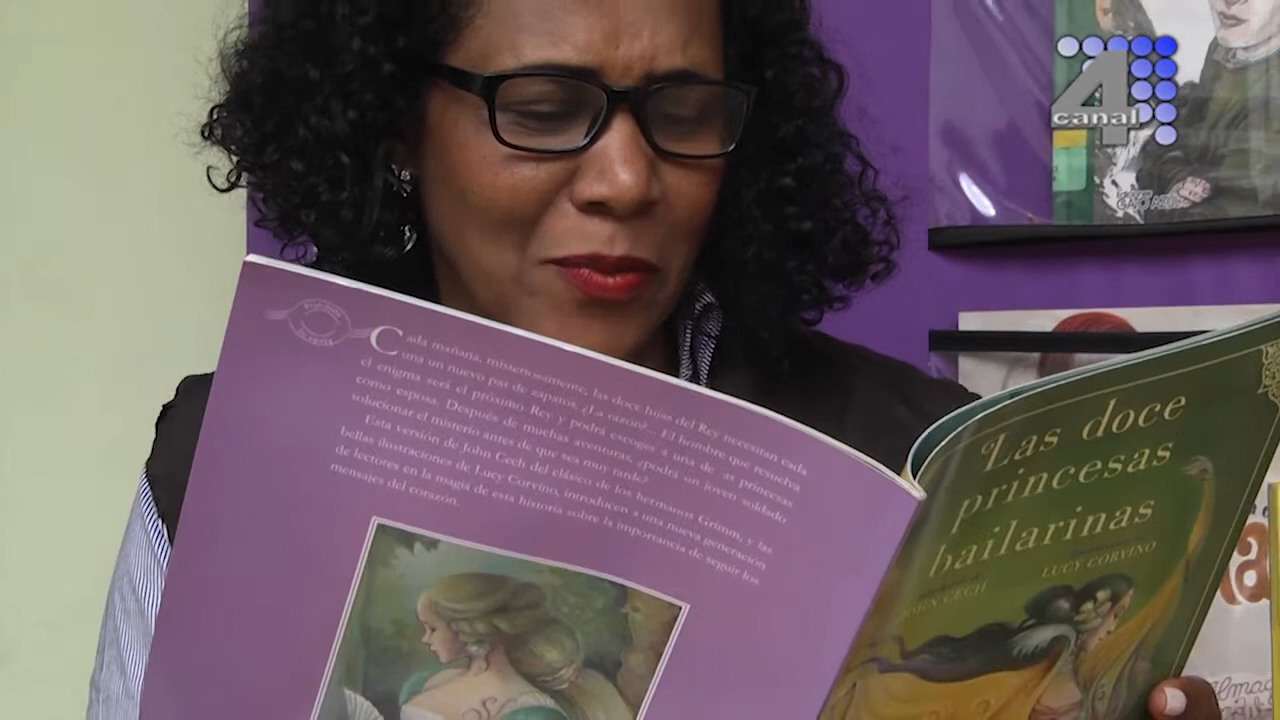 Cada mañana, misteriosamente, las doce hijas del Rey necesitan cada
una un nuevo par de zapatos. ¿La razón?... El hombre que resuelva
el enigma será el próximo Rey y podrá escoger a una de las princesas
como esposa. Después de muchas aventuras, ¿podrá un joven soldado
solucionar el misterio antes de que sea muy tarde?
Esta versión de John Cech del clásico de los hermanos Grimm, y las
bellas ilustraciones de Lucy Corvino, introducen a una nueva generación
de lectores en la magia de esta historia sobre la importancia de seguir los
mensajes del corazón.
Las doce
princesas
bailarinas
JOHN CECH
LUCY CORVINO
4
canal
GATO AZUL